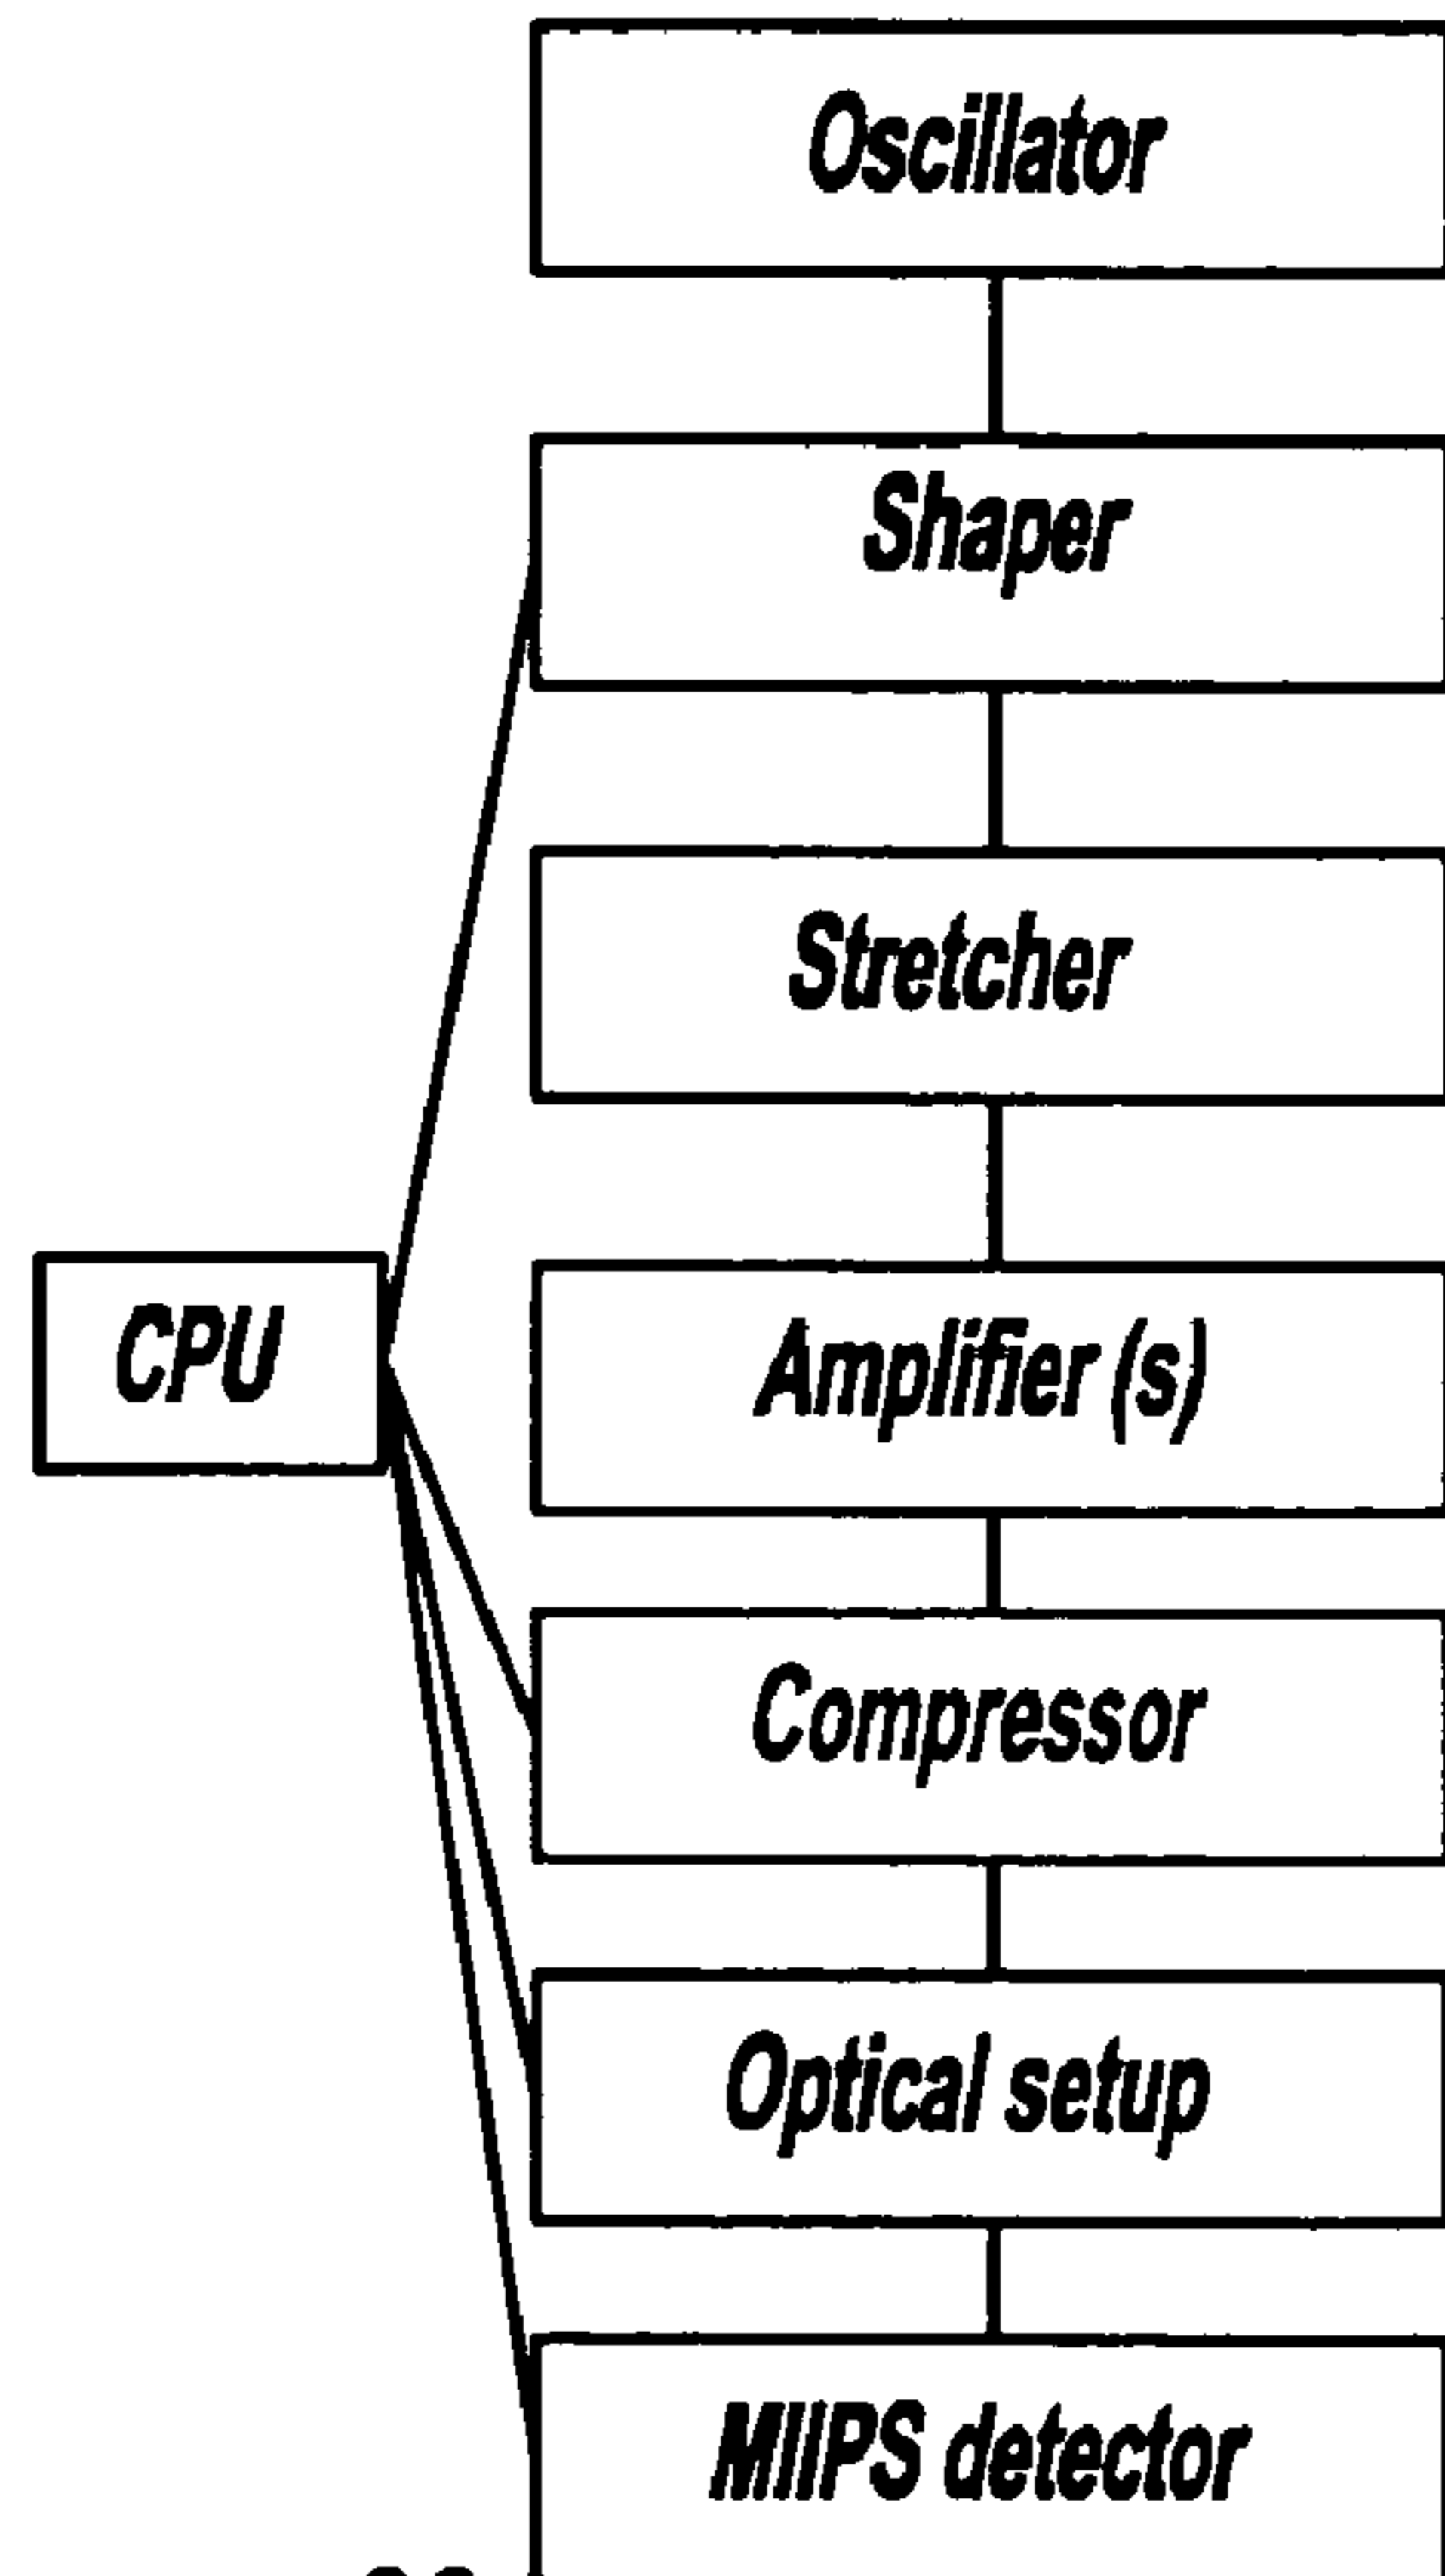 Oscillator
Shaper
Stretcher
CPU
Amplifier (s)
Compressor
Optical setup
MIIPS detector